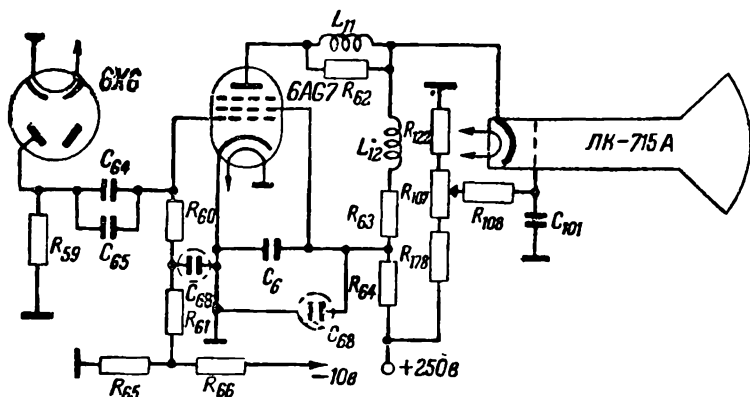 L11
6X6
6AG7
R62
ЛК-715А
R122
L12
C64
R107
R60
R63
R108
C101
R59
C65
C68
C6
R64
R178
R61
C68
+250в
R65
R66
-10в